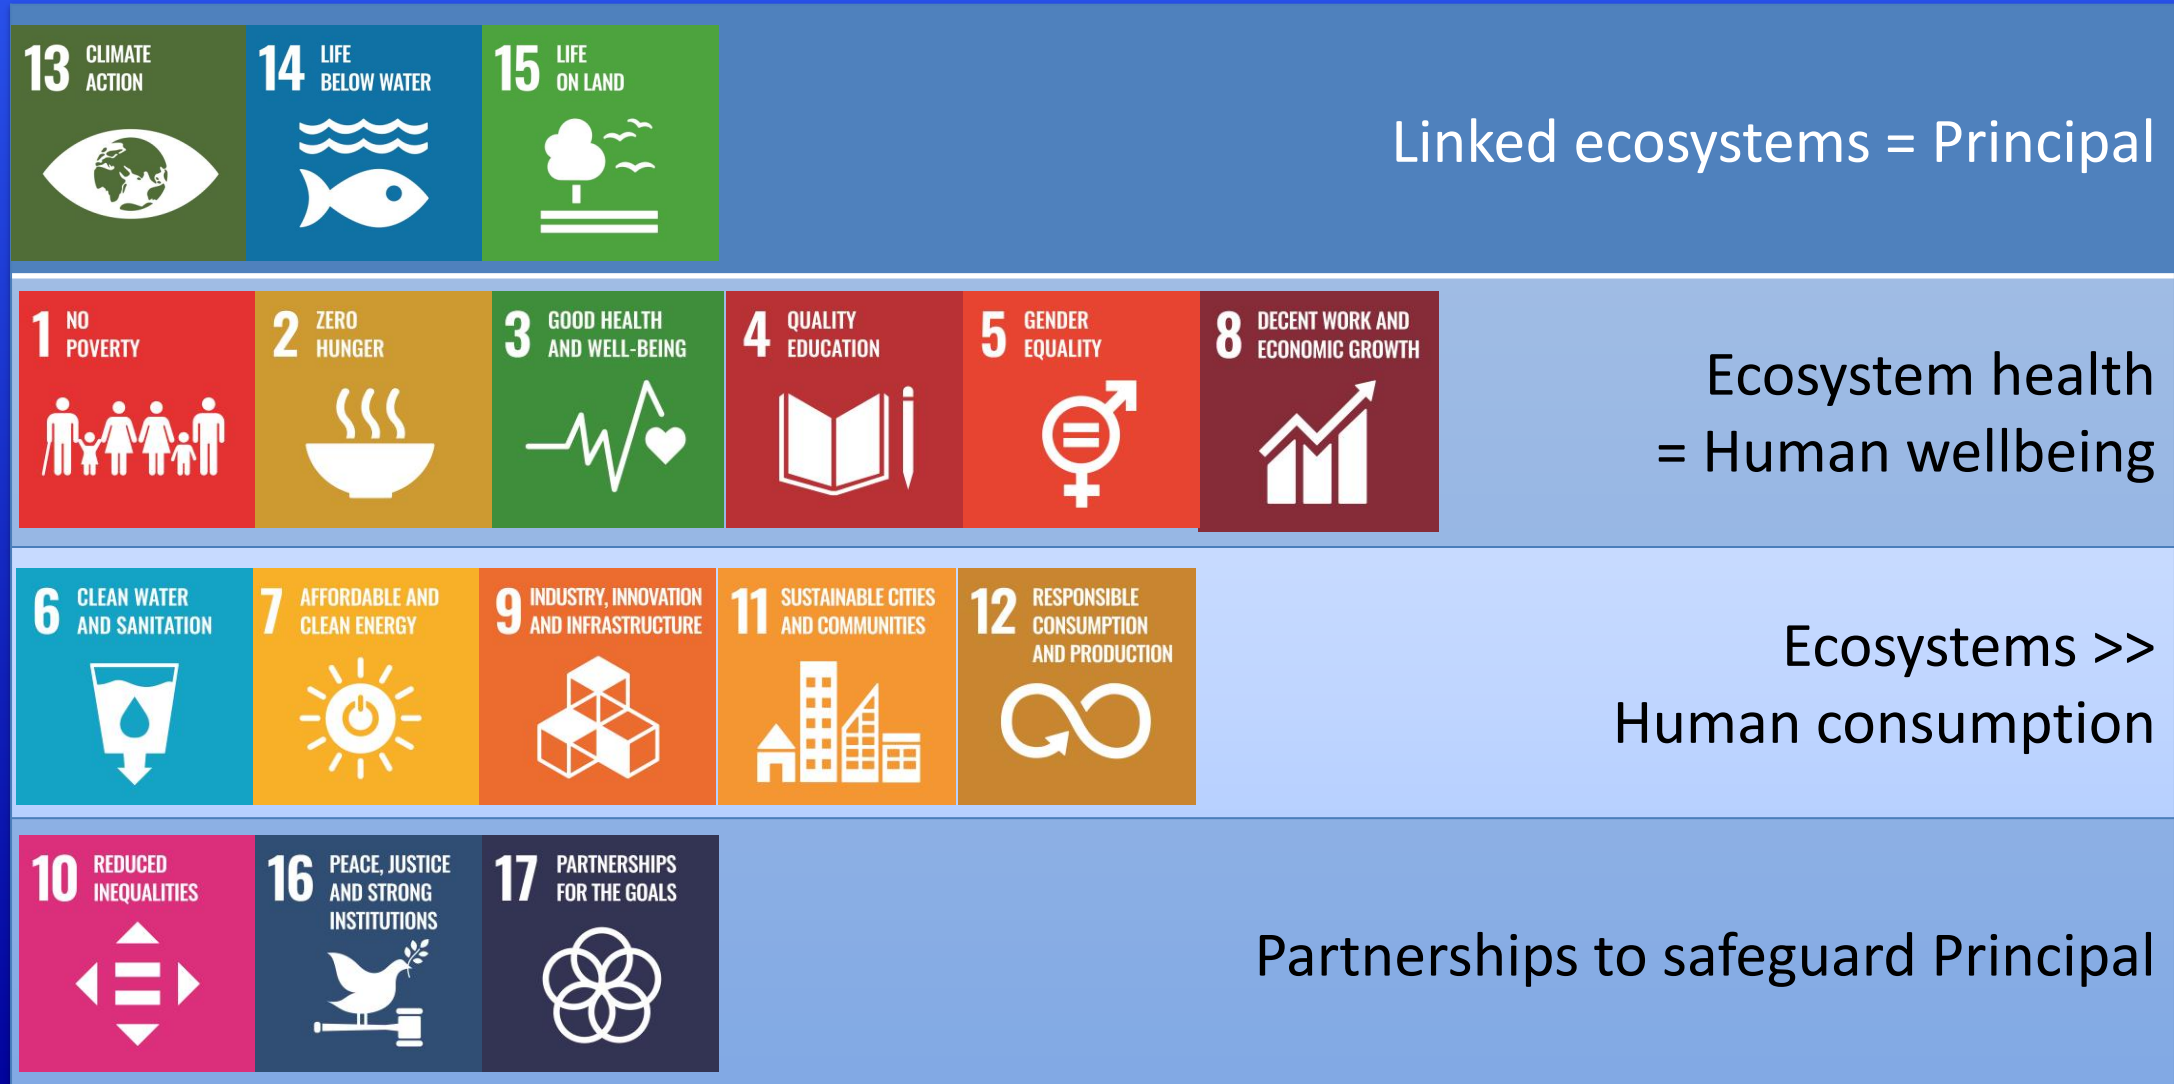 13 CLIMATE
ACTION
14 LIFE
BELOW WATER
15 LIFE
ON LAND
Linked ecosystems = Principal
1 NO
POVERTY
2 ZERO
HUNGER
3 GOOD HEALTH
AND WELL-BEING
4 QUALITY
EDUCATION
5 GENDER
EQUALITY
8 DECENT WORK AND
ECONOMIC GROWTH
Ecosystem health
= Human wellbeing
6 CLEAN WATER
AND SANITATION
7 AFFORDABLE AND
CLEAN ENERGY
9 INDUSTRY, INNOVATION
AND INFRASTRUCTURE
11 SUSTAINABLE CITIES
AND COMMUNITIES
12 RESPONSIBLE
CONSUMPTION
AND PRODUCTION
Ecosystems >>
Human consumption
10 REDUCED
INEQUALITIES
16 PEACE, JUSTICE
AND STRONG
INSTITUTIONS
17 PARTNERSHIPS
FOR THE GOALS
Partnerships to safeguard Principal